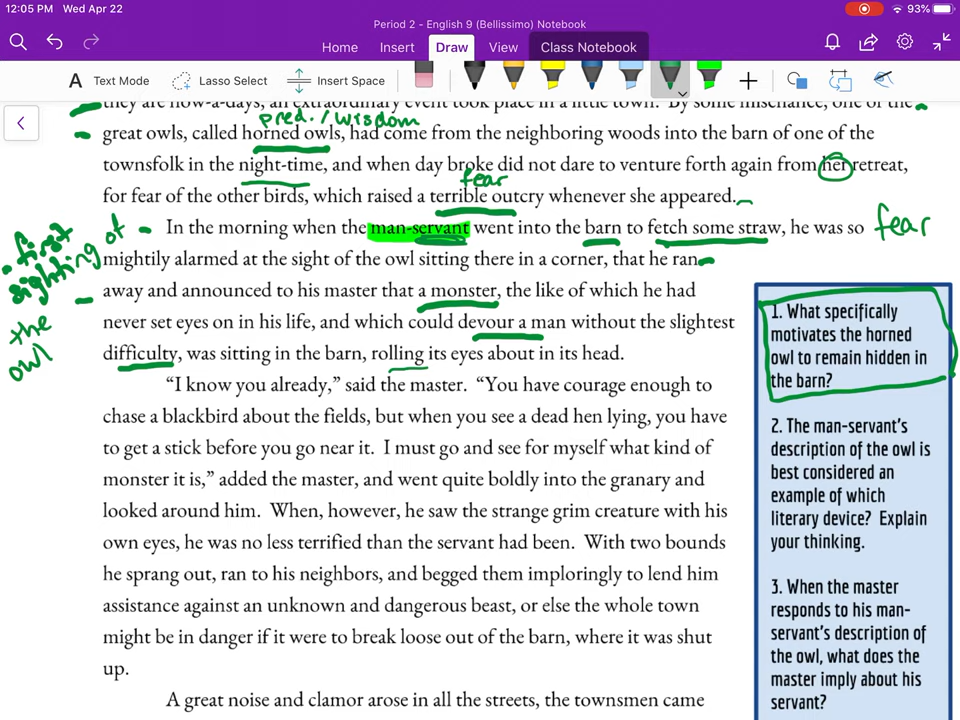 12:05 PM Wed Apr 22
93%
Period 2 - English 9 (Bellissimo) Notebook
Home Insert Draw View Class Notebook
Text Mode Lasso Select Insert Space
they are now-a-days, an extraordinary event took place in a little town. By some mischance, one of the
pred. / wisdom
great owls, called horned owls, had come from the neighboring woods into the barn of one of the
townsfolk in the night-time, and when day broke did not dare to venture forth again from her retreat,
fear
for fear of the other birds, which raised a terrible outcry whenever she appeared.
In the morning when the man-servant went into the barn to fetch some straw, he was so
fear
mightily alarmed at the sight of the owl sitting there in a corner, that he ran
away and announced to his master that a monster, the like of which he had
never set eyes on in his life, and which could devour a man without the slightest
difficulty, was sitting in the barn, rolling its eyes about in its head.
first
sighting of
the
owl
"I know you already," said the master. "You have courage enough to
chase a blackbird about the fields, but when you see a dead hen lying, you have
to get a stick before you go near it. I must go and see for myself what kind of
monster it is," added the master, and went quite boldly into the granary and
looked around him. When, however, he saw the strange grim creature with his
own eyes, he was no less terrified than the servant had been. With two bounds
he sprang out, ran to his neighbors, and begged them imploringly to lend him
assistance against an unknown and dangerous beast, or else the whole town
might be in danger if it were to break loose out of the barn, where it was shut
up.
A great noise and clamor arose in all the streets, the townsmen came
1. What specifically
motivates the horned
owl to remain hidden in
the barn?
2. The man-servant's
description of the owl is
best considered an
example of which
literary device? Explain
your thinking.
3. When the master
responds to his man-
servant's description of
the owl, what does the
master imply about his
servant?